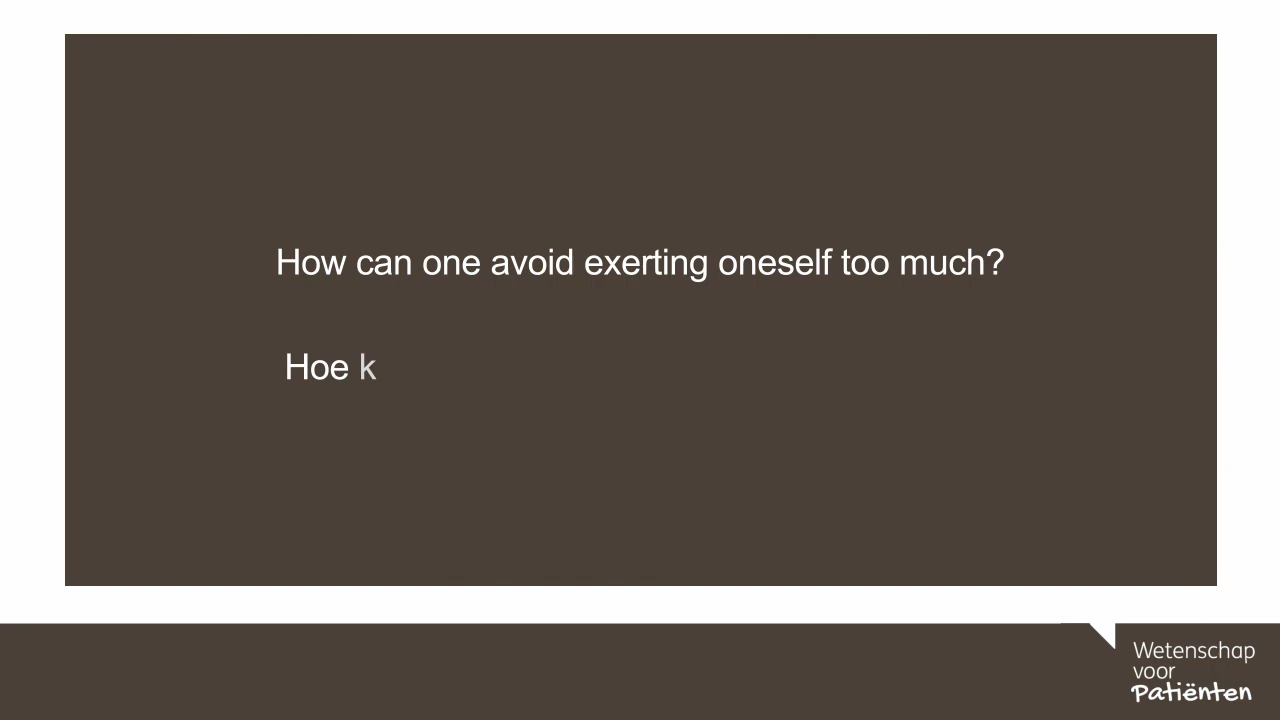 How can one avoid exerting oneself too much?
Hoe k
Wetenschap
voor
Patiënten